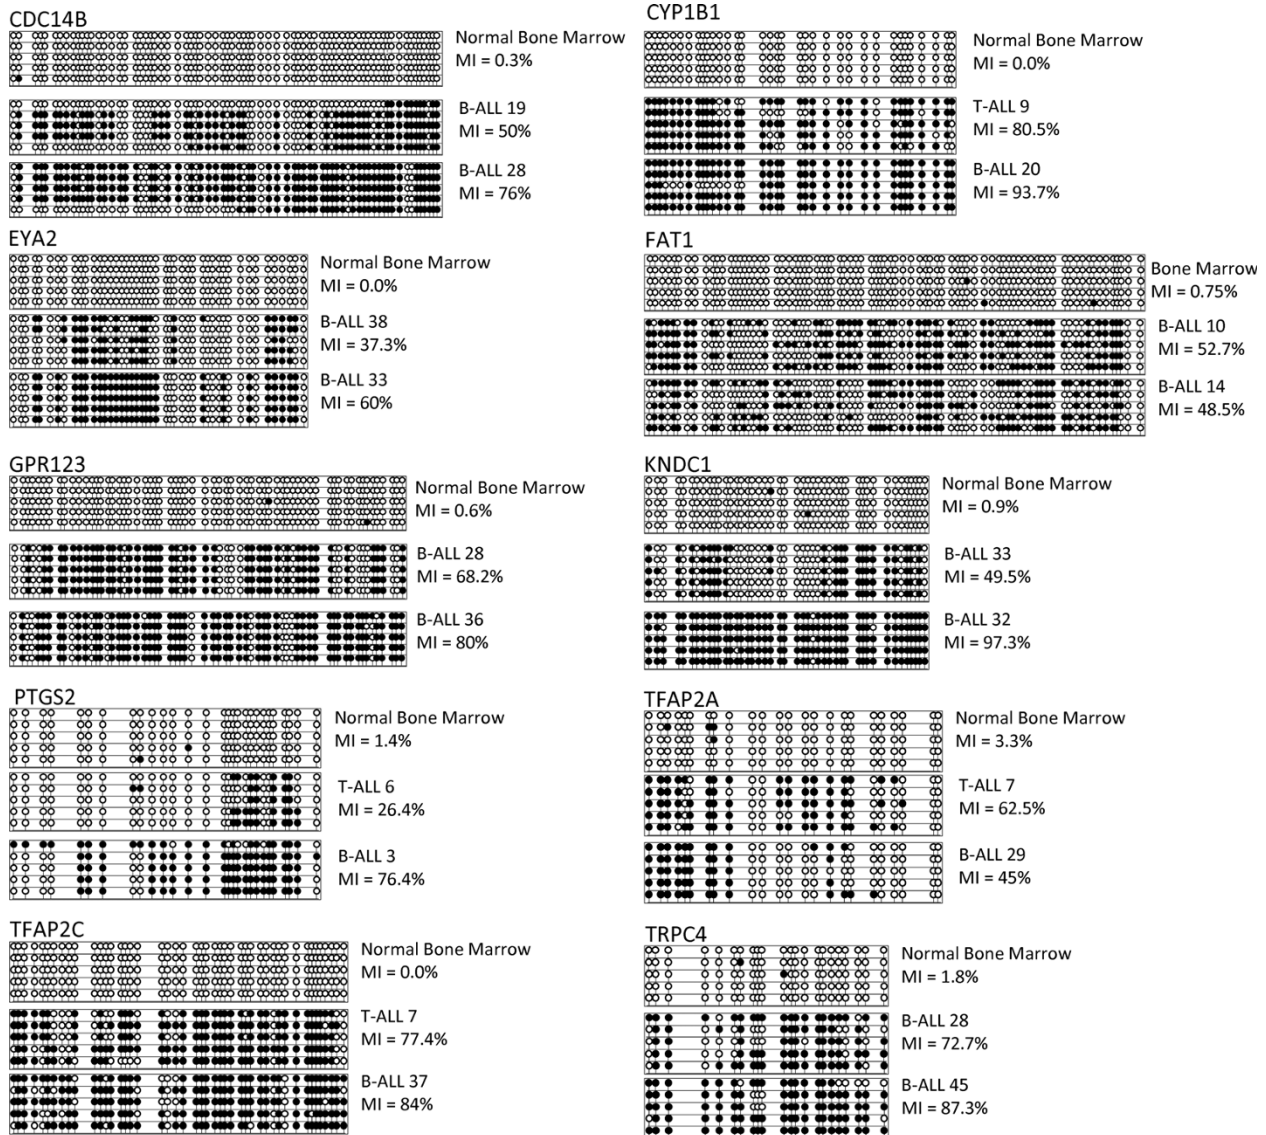 CDC14B
Normal Bone Marrow
MI = 0.3%
B-ALL 19
MI = 50%
B-ALL 28
MI = 76%
CYP1B1
Normal Bone Marrow
MI = 0.0%
T-ALL 9
MI = 80.5%
B-ALL 20
MI = 93.7%
EYA2
Normal Bone Marrow
MI = 0.0%
B-ALL 38
MI = 37.3%
B-ALL 33
MI = 60%
FAT1
Bone Marrow
MI = 0.75%
B-ALL 10
MI = 52.7%
B-ALL 14
MI = 48.5%
GPR123
Normal Bone Marrow
MI = 0.6%
B-ALL 28
MI = 68.2%
B-ALL 36
MI = 80%
KNDC1
Normal Bone Marrow
MI = 0.9%
B-ALL 33
MI = 49.5%
B-ALL 32
MI = 97.3%
PTGS2
Normal Bone Marrow
MI = 1.4%
T-ALL 6
MI = 26.4%
B-ALL 3
MI = 76.4%
TFAP2A
Normal Bone Marrow
MI = 3.3%
T-ALL 7
MI = 62.5%
B-ALL 29
MI = 45%
TFAP2C
Normal Bone Marrow
MI = 0.0%
T-ALL 7
MI = 77.4%
B-ALL 37
MI = 84%
TRPC4
Normal Bone Marrow
MI = 1.8%
B-ALL 28
MI = 72.7%
B-ALL 45
MI = 87.3%